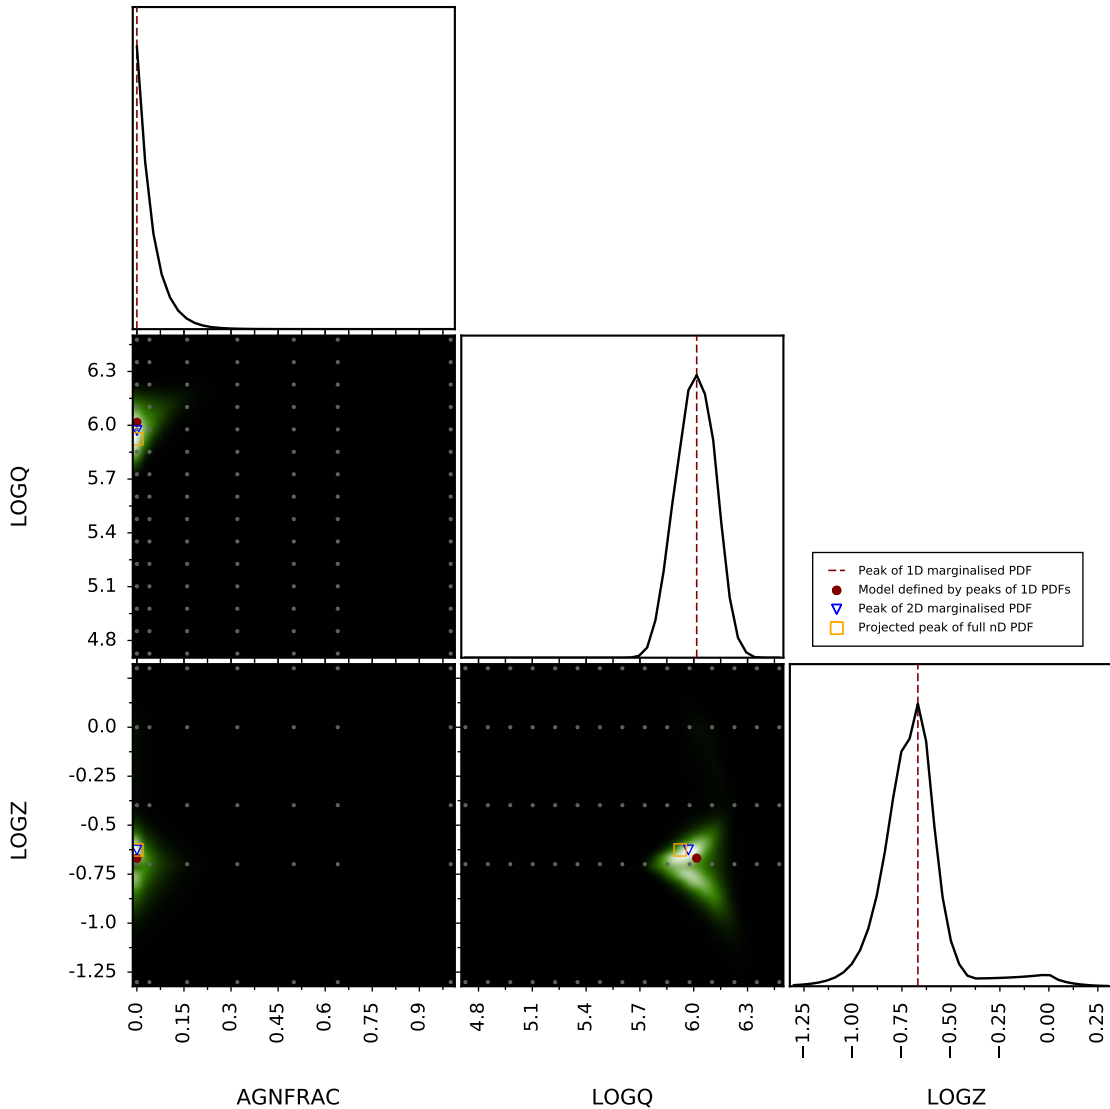 6.3
6.0
5.7
5.4
5.1
4.8
LOGQ
Peak of 1D marginalised PDF
Model defined by peaks of 1D PDFs
Peak of 2D marginalised PDF
Projected peak of full nD PDF
0.0
-0.25
-0.5
-0.75
-1.0
-1.25
LOGZ
0.0 0.15 0.3 0.45 0.6 0.75 0.9
4.8 5.1 5.4 5.7 6.0 6.3
−1.25 −1.00 −0.75 −0.50 −0.25 0.00 0.25
AGNFRAC
LOGQ
LOGZ